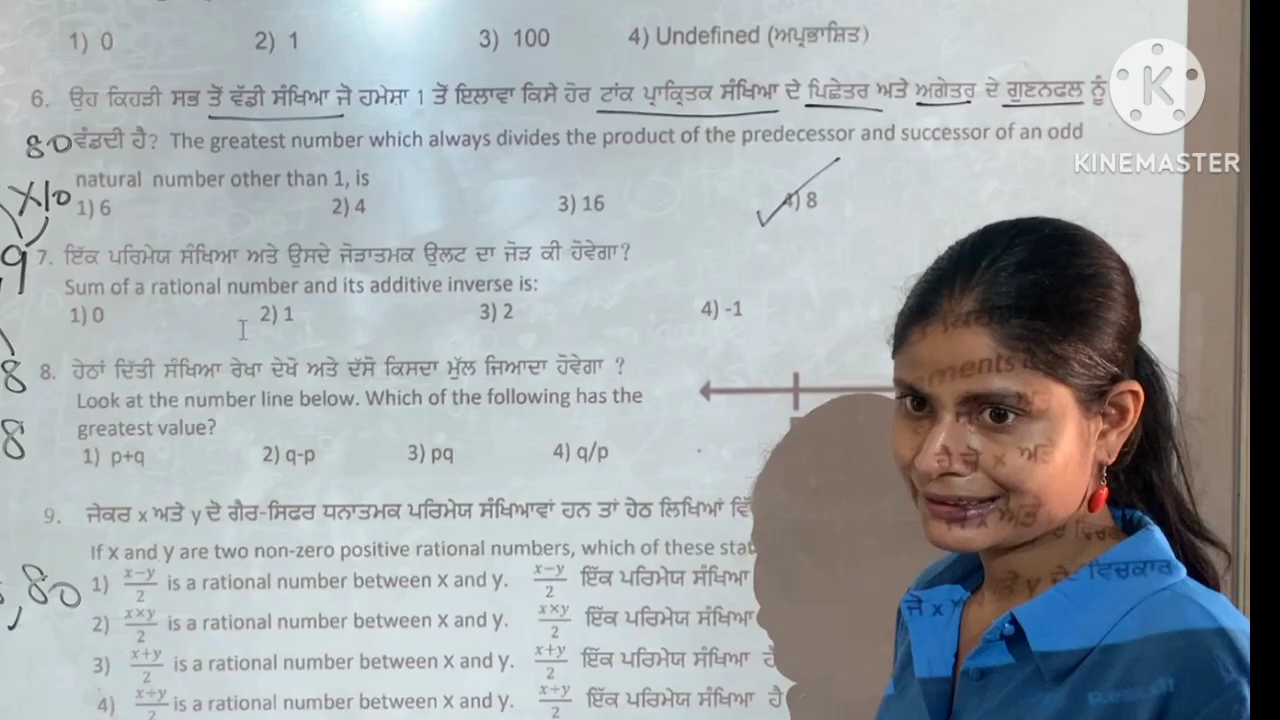 1) 0 2) 1 3) 100 4) Undefined (ਅਪ੍ਰਭਾਸ਼ਿਤ)
6. ਉਹ ਕਿਹੜੀ ਸਭ ਤੋਂ ਵੱਡੀ ਸੰਖਿਆ ਜੋ ਹਮੇਸਾ 1 ਤੋਂ ਇਲਾਵਾ ਕਿਸੇ ਹੋਰ ਟਾਂਕ ਪ੍ਰਾਕ੍ਰਿਤਕ ਸੰਖਿਆ ਦੇ ਪਿਛੇਤਰ ਅਤੇ ਅਗੇਤਰ ਦੇ ਗੁਣਨਫਲ ਨੂੰ
KINEMASTER
80 ਵੰਡਦੀ ਹੈ? The greatest number which always divides the product of the predecessor and successor of an odd
natural number other than 1, is
X10 1) 6 2) 4 3) 16 4) 8
9 7. ਇੱਕ ਪਰਿਮੇਯ ਸੰਖਿਆ ਅਤੇ ਉਸਦੇ ਜੋੜਾਤਮਕ ਉਲਟ ਦਾ ਜੋੜ ਕੀ ਹੋਵੇਗਾ?
Sum of a rational number and its additive inverse is:
1) 0 2) 1 3) 2 4) -1
8 8. ਹੇਠਾਂ ਦਿੱਤੀ ਸੰਖਿਆ ਰੇਖਾ ਦੇਖੋ ਅਤੇ ਦੱਸੋ ਕਿਸਦਾ ਮੁੱਲ ਜਿਆਦਾ ਹੋਵੇਗਾ ?
Look at the number line below. Which of the following has the
8 greatest value?
1) p+q 2) q-p 3) pq 4) q/p
9. ਜੇਕਰ x ਅਤੇ y ਦੋ ਗੈਰ-ਸਿਫਰ ਧਨਾਤਮਕ ਪਰਿਮੇਯ ਸੰਖਿਆਵਾਂ ਹਨ ਤਾਂ ਹੇਠ ਲਿਖਿਆਂ
If x and y are two non-zero positive rational numbers, which of these
80 1) x-y/2 is a rational number between x and y. x-y/2 ਇੱਕ ਪਰਿਮੇਯ ਸੰਖਿਆ
2) x×y/2 is a rational number between x and y. x×y/2 ਇੱਕ ਪਰਿਮੇਯ ਸੰਖਿਆ
3) x+y/2 is a rational number between x and y. x+y/2 ਇੱਕ ਪਰਿਮੇਯ ਸੰਖਿਆ
4) x÷y/2 is a rational number between x and y. x÷y/2 ਇੱਕ ਪਰਿਮੇਯ ਸੰਖਿਆ ਹੈ